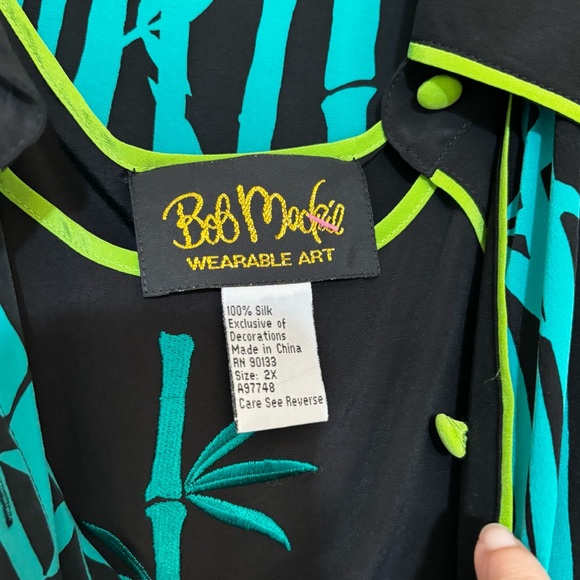 Bob Mackie
WEARABLE ART
100% Silk
Exclusive of
Decorations
Made in China
RN 90133
Size: 2X
A97748
Care See Reverse